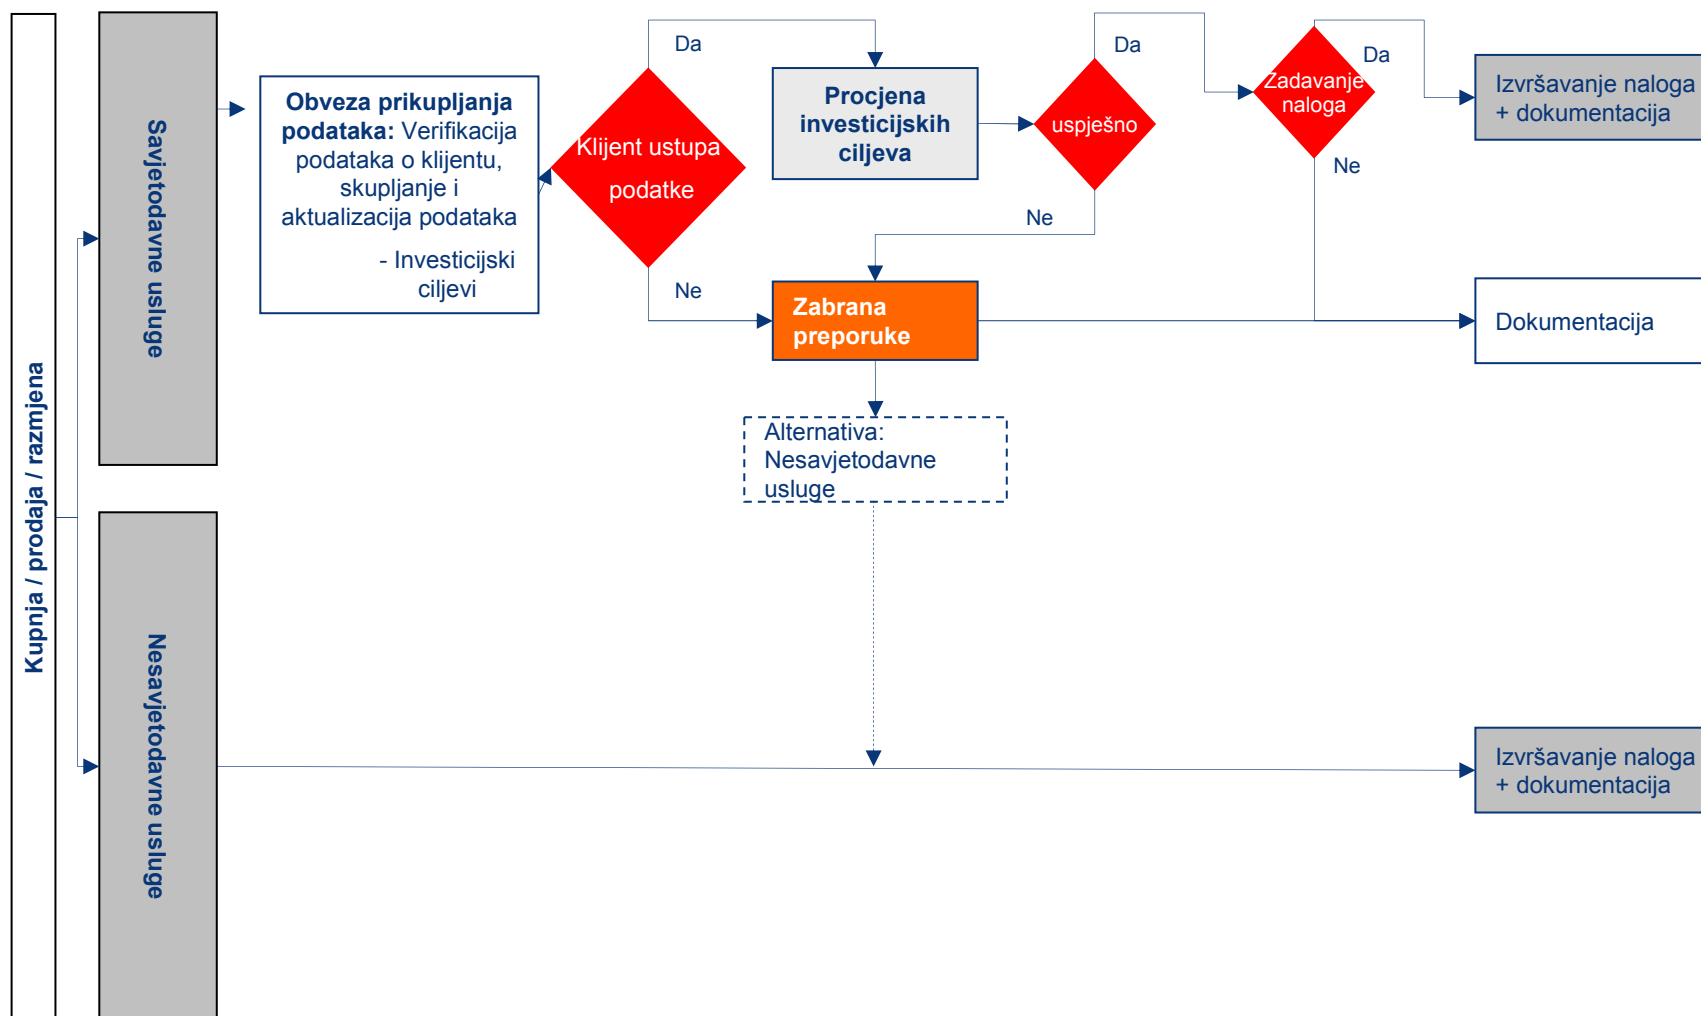 Kupnja / prodaja / razmjena
Savjetodavne usluge
Obveza prikupljanja
podataka: Verifikacija
podataka o klijentu,
skupljanje i
aktualizacija podataka
- Investicijski
ciljevi
Klijent ustupa
podatke
Da
Ne
Procjena
investicijskih
ciljeva
uspješno
Da
Ne
Zadavanje
naloga
Da
Ne
Izvršavanje naloga
+ dokumentacija
Zabrana
preporuke
Dokumentacija
Alternativa:
Nesavjetodavne
usluge
Nesavjetodavne usluge
Izvršavanje naloga
+ dokumentacija